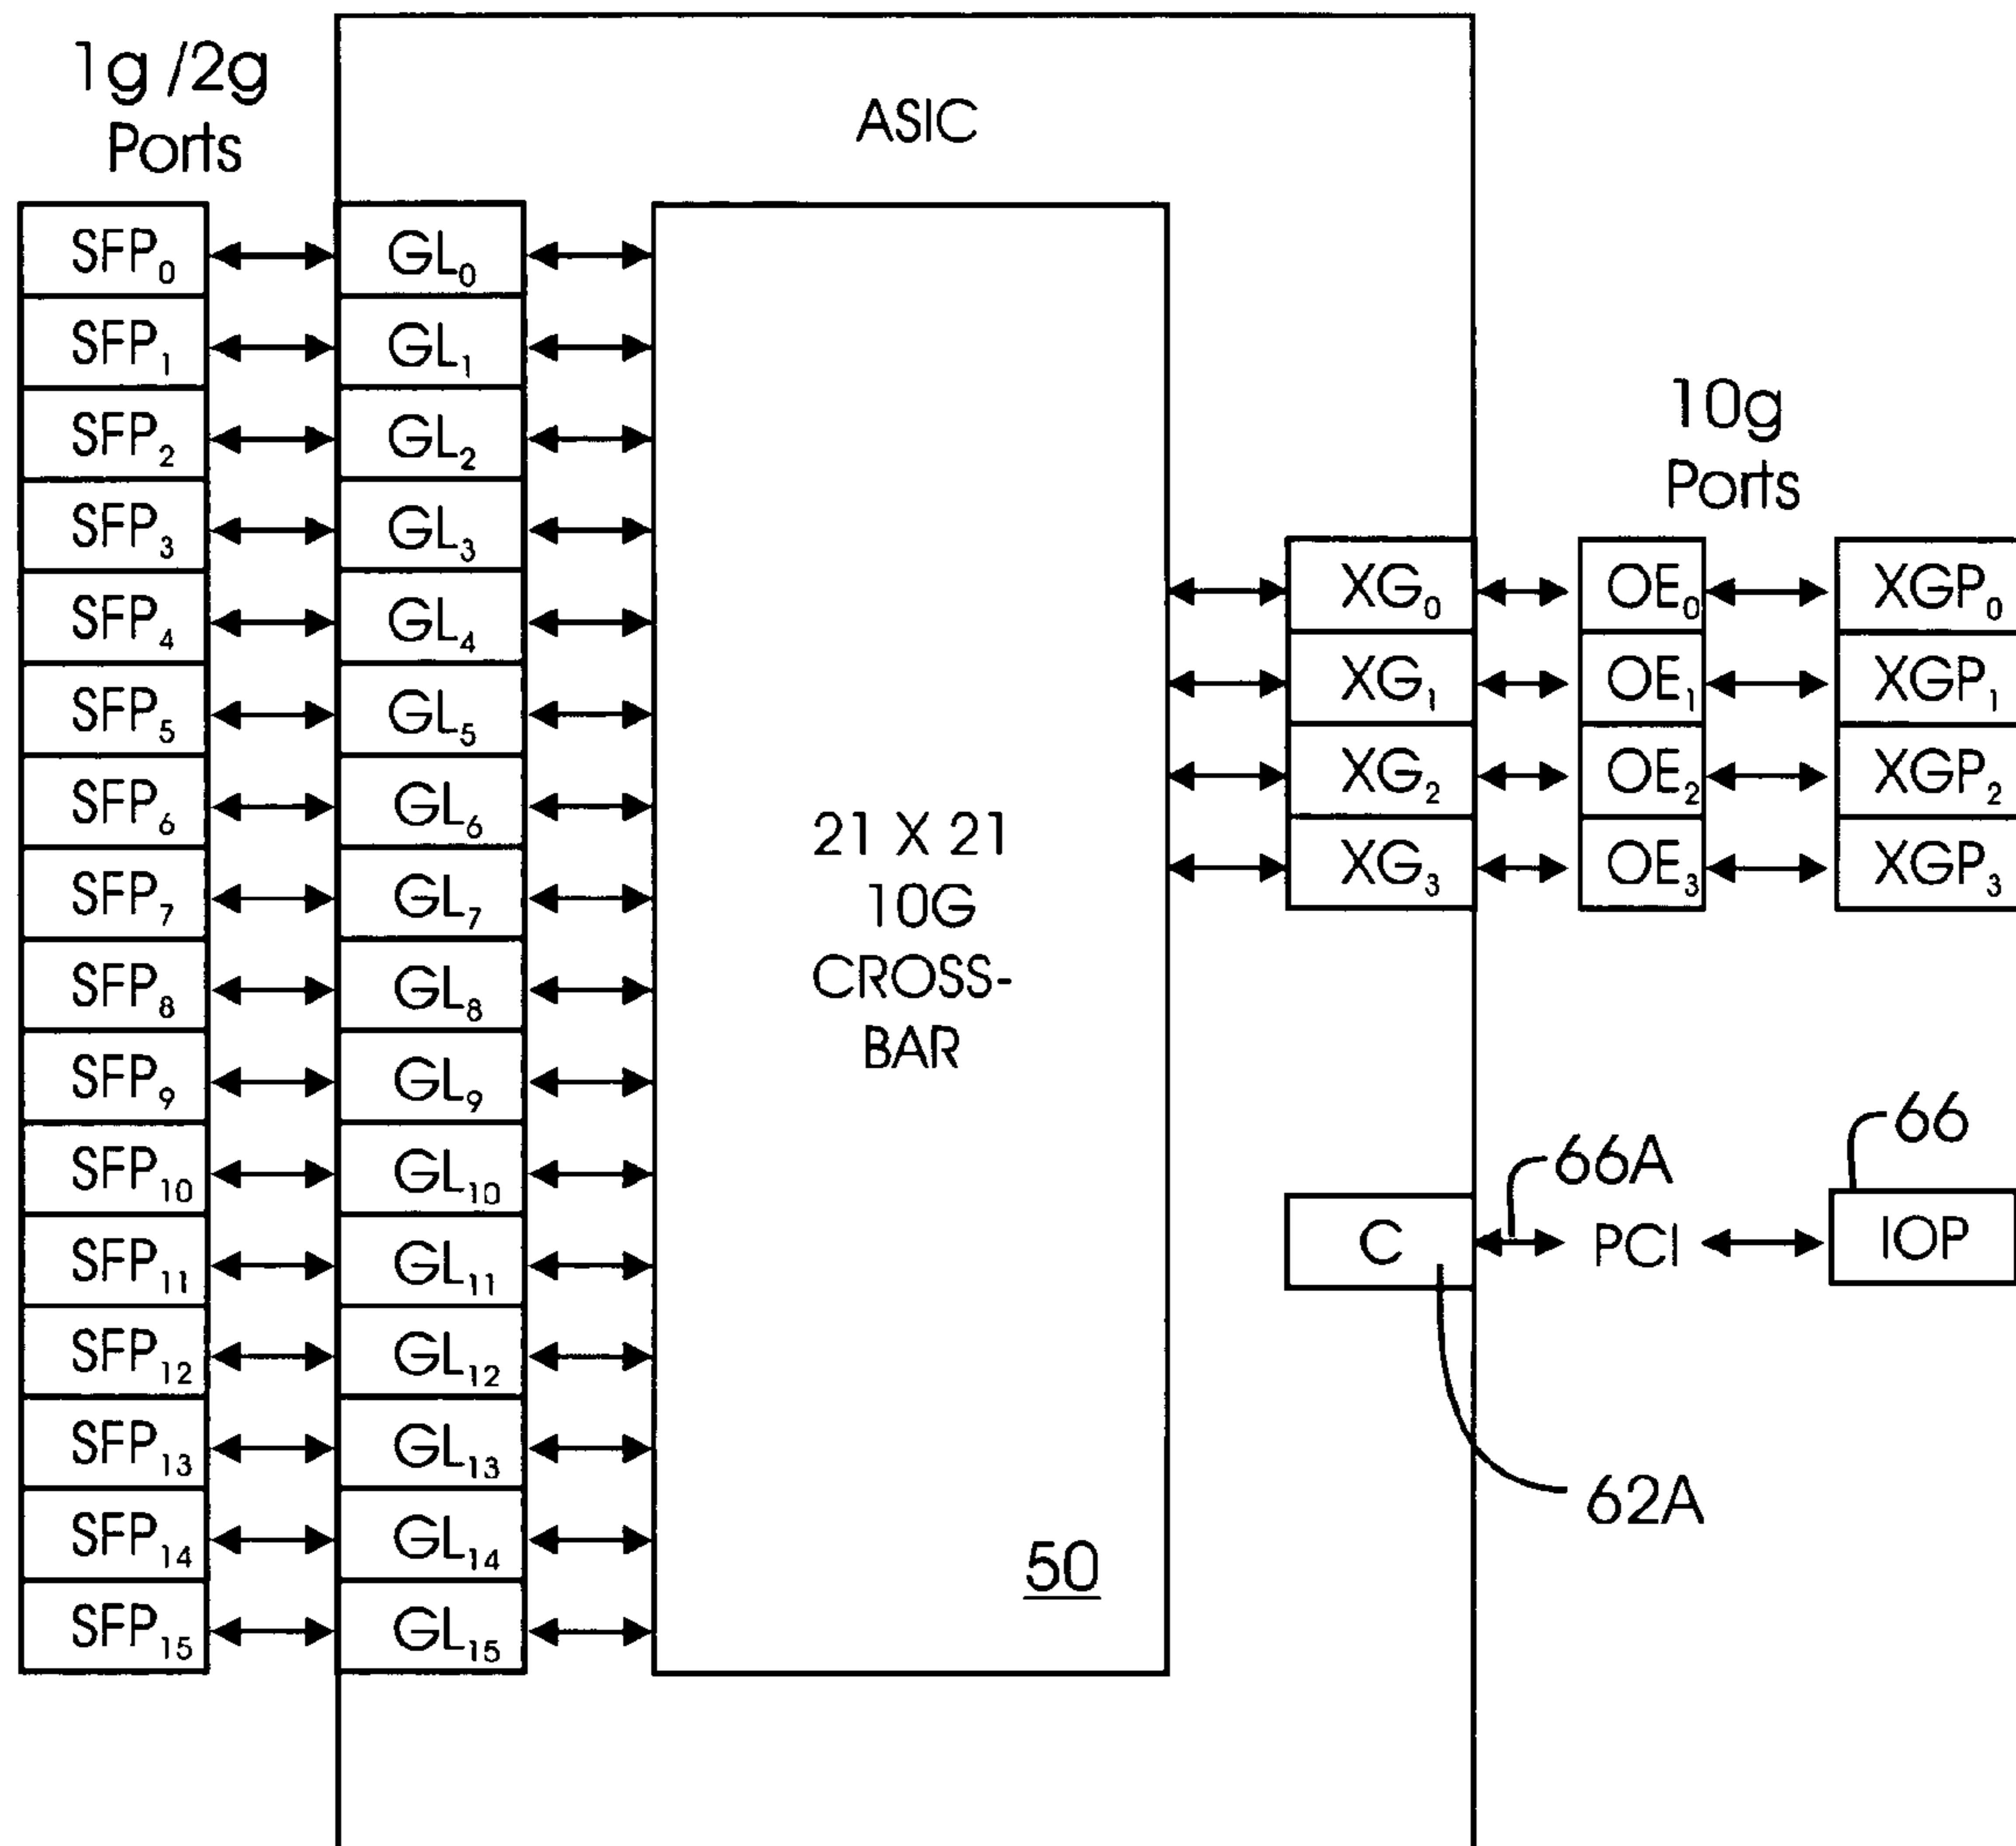 1g /2g
Ports
ASIC
SFP₀ GL₀
SFP₁ GL₁
SFP₂ GL₂
SFP₃ GL₃
SFP₄ GL₄
SFP₅ GL₅
SFP₆ GL₆
SFP₇ GL₇
SFP₈ GL₈
SFP₉ GL₉
SFP₁₀ GL₁₀
SFP₁₁ GL₁₁
SFP₁₂ GL₁₂
SFP₁₃ GL₁₃
SFP₁₄ GL₁₄
SFP₁₅ GL₁₅
21 X 21
10G
CROSS-
BAR
50
10g
Ports
XG₀ OE₀ XGP₀
XG₁ OE₁ XGP₁
XG₂ OE₂ XGP₂
XG₃ OE₃ XGP₃
66A 66
C PCI IOP
62A